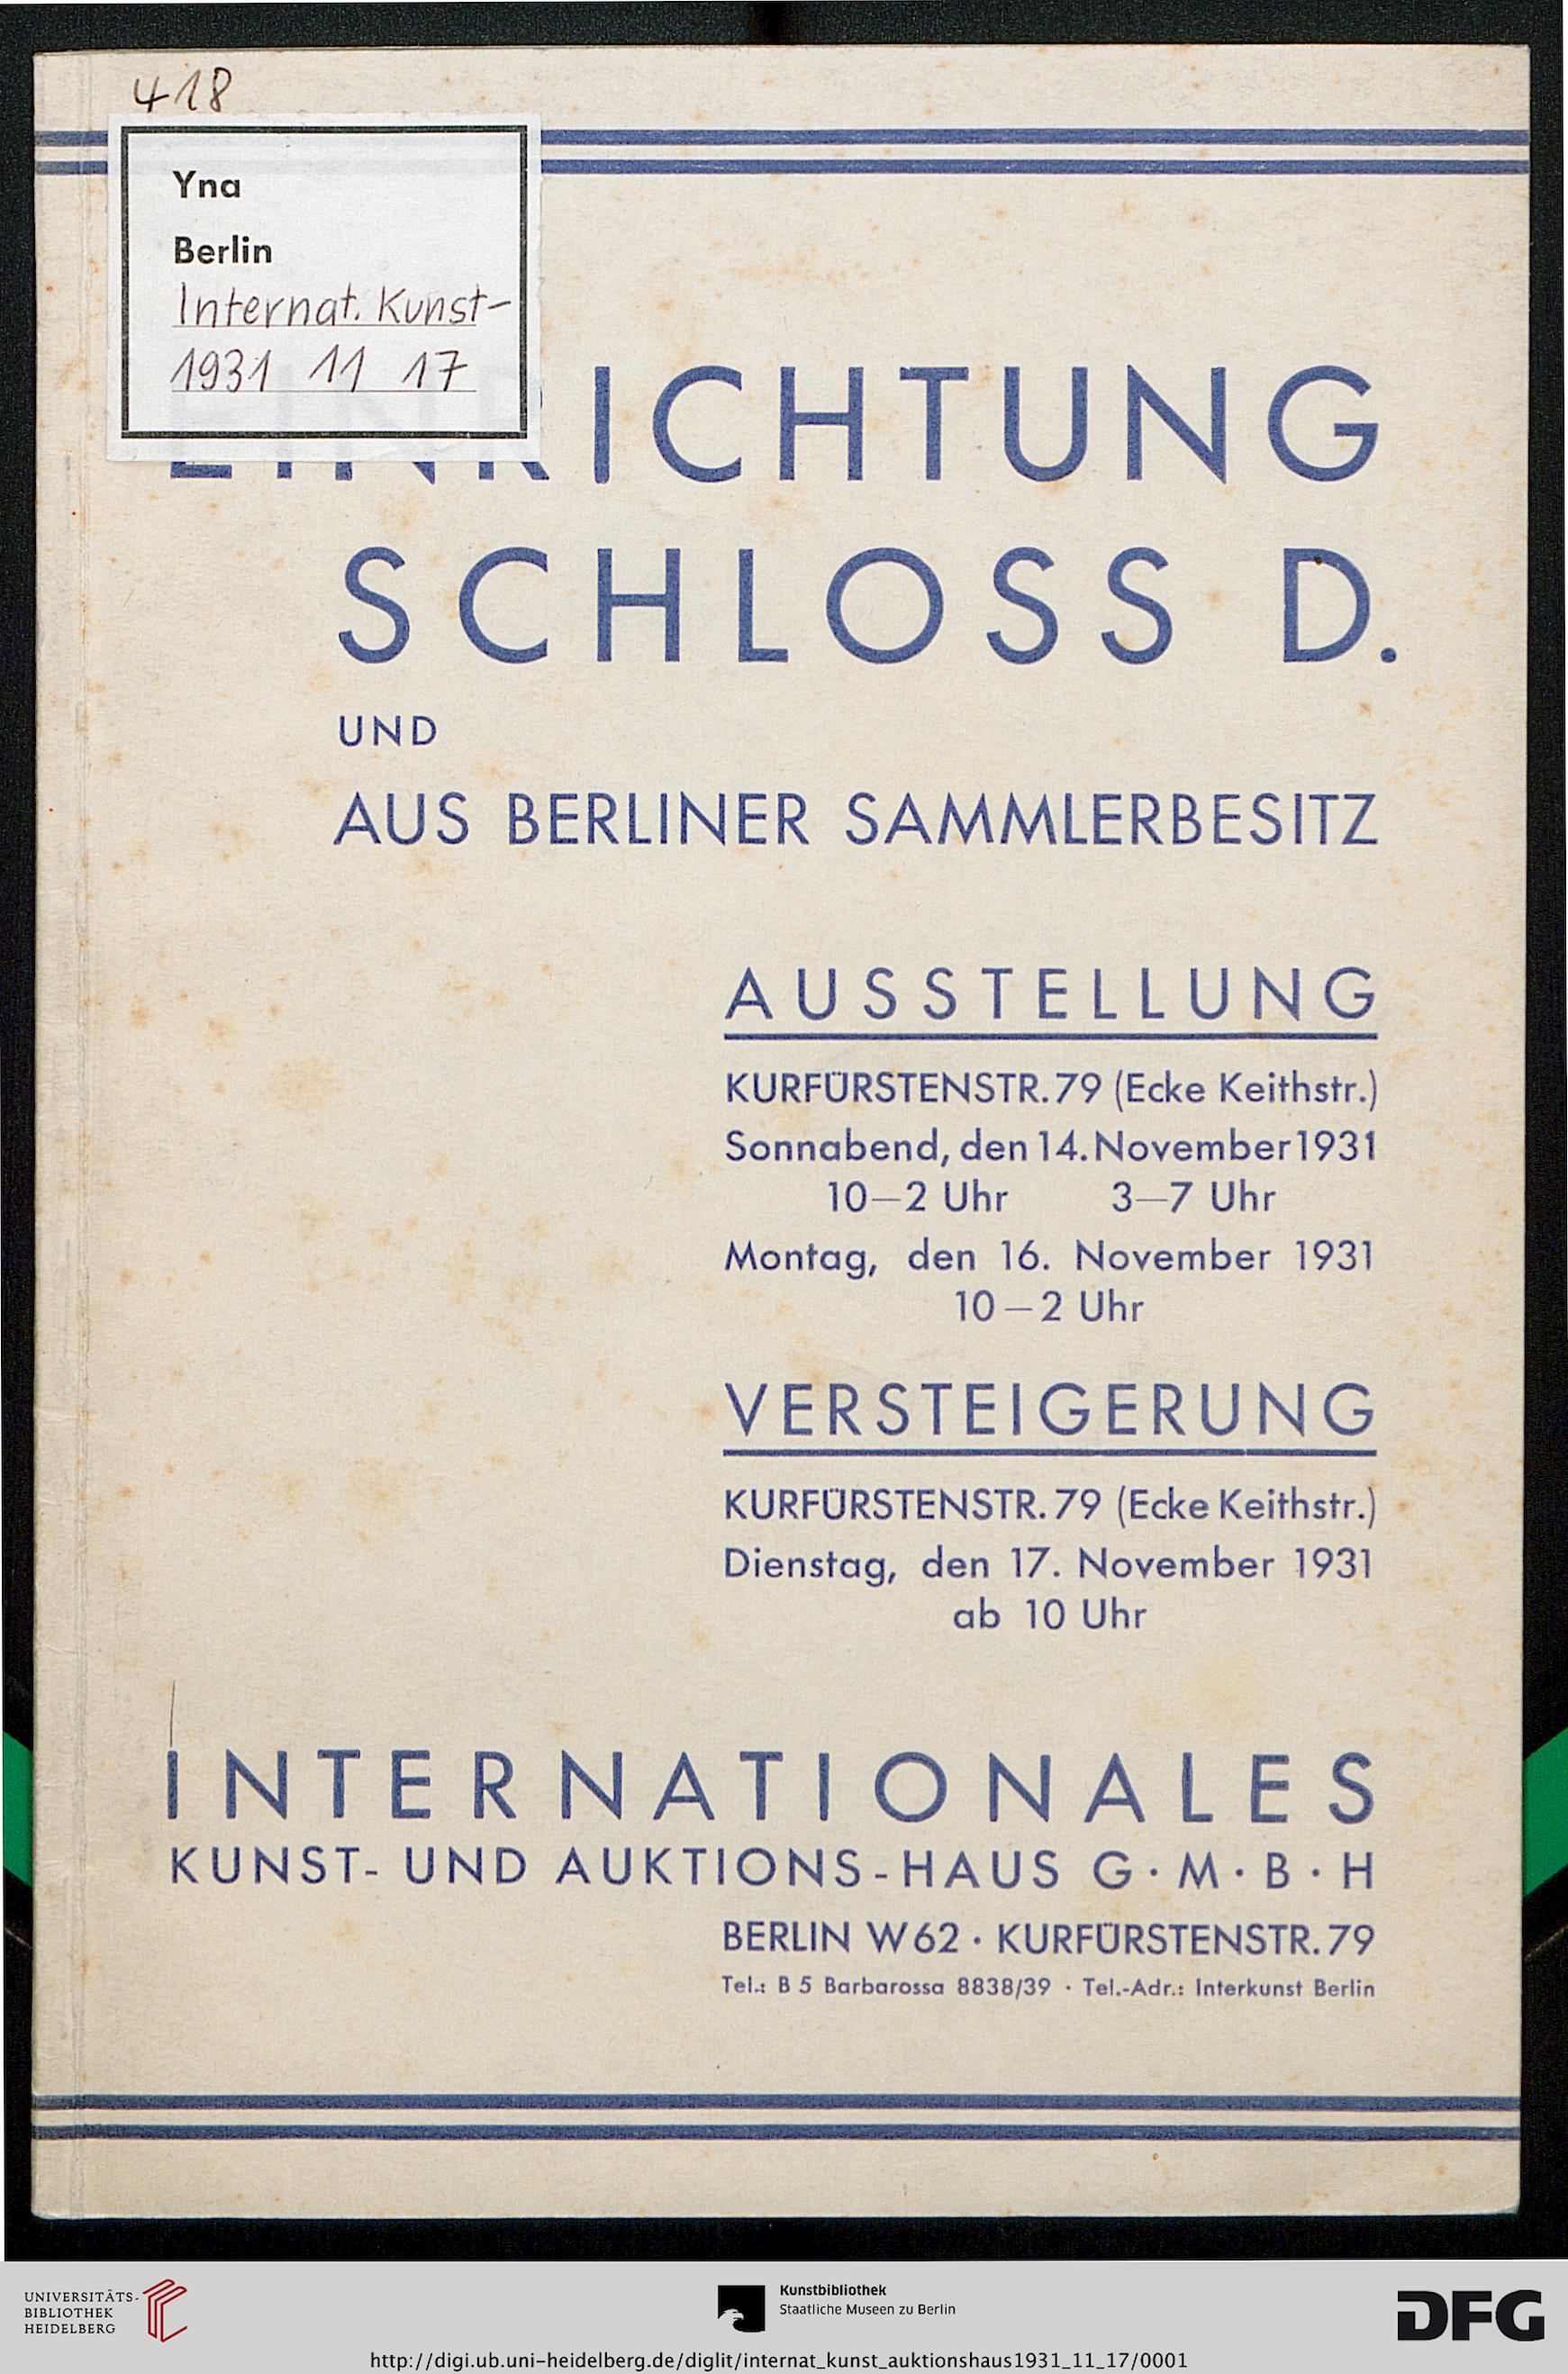 418
Yna
Berlin
Internat. Kunst-
1931 11 17
EINRICHTUNG
SCHLOSS D.
UND
AUS BERLINER SAMMLERBESITZ
AUSSTELLUNG
KURFÜRSTENSTR. 79 (Ecke Keithstr.)
Sonnabend, den 14. November 1931
10—2 Uhr 3—7 Uhr
Montag, den 16. November 1931
10 — 2 Uhr
VERSTEIGERUNG
KURFÜRSTENSTR. 79 (Ecke Keithstr.)
Dienstag, den 17. November 1931
ab 10 Uhr
INTERNATIONALES
KUNST- UND AUKTIONS-HAUS G·M·B·H
BERLIN W 62 · KURFÜRSTENSTR. 79
Tel.: B 5 Barbarossa 8838/39 · Tel.-Adr.: Interkunst Berlin
UNIVERSITÄTS-
BIBLIOTHEK
HEIDELBERG
Kunstbibliothek
Staatliche Museen zu Berlin
DFG
http://digi.ub.uni-heidelberg.de/diglit/internat_kunst_auktionshaus1931_11_17/0001